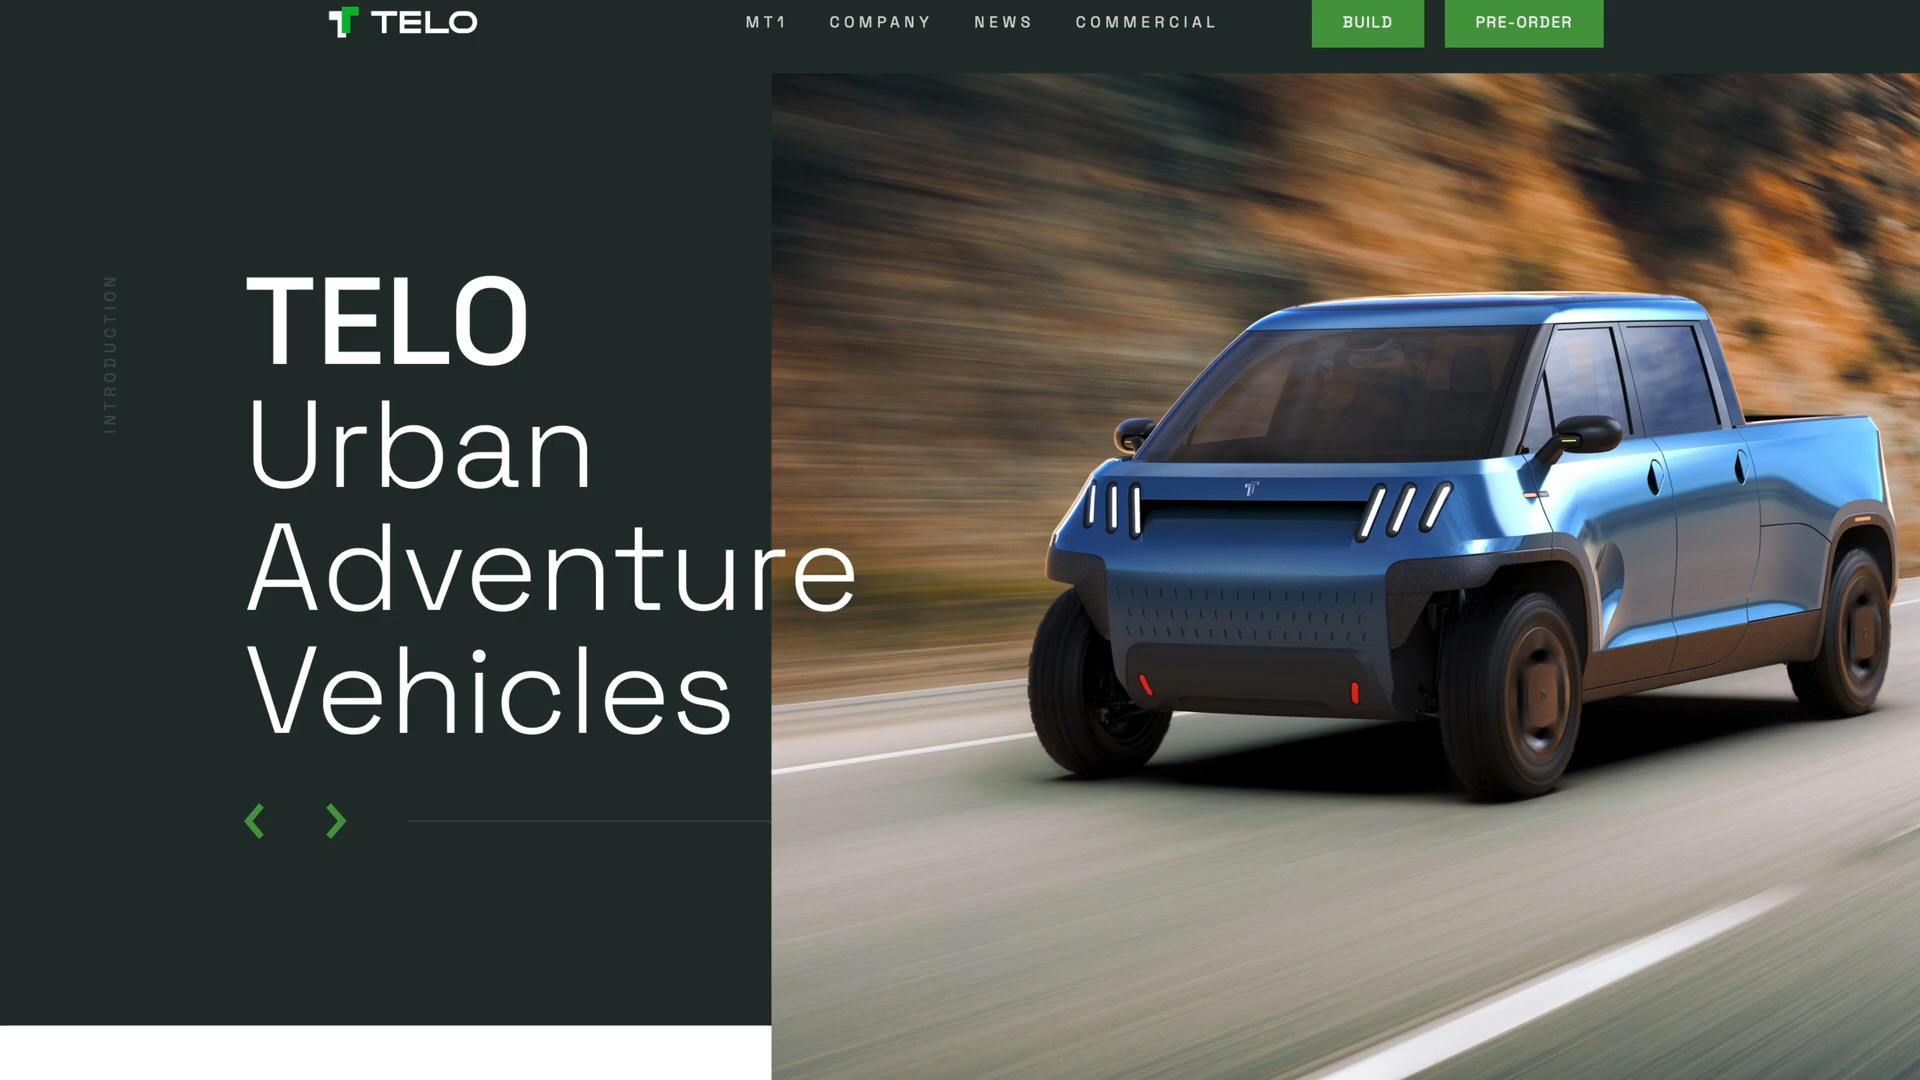 TELO
MT1
COMPANY
NEWS
COMMERCIAL
BUILD
PRE-ORDER
INTRODUCTION
TELO
Urban
Adventure
Vehicles